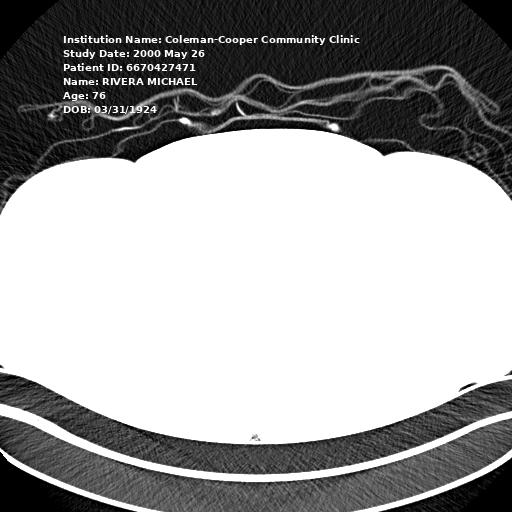 Institution Name: Coleman-Cooper Community Clinic
Study Date: 2000 May 26
Patient ID: 6670427471
Name: RIVERA MICHAEL
Age: 76
DOB: 03/31/1924